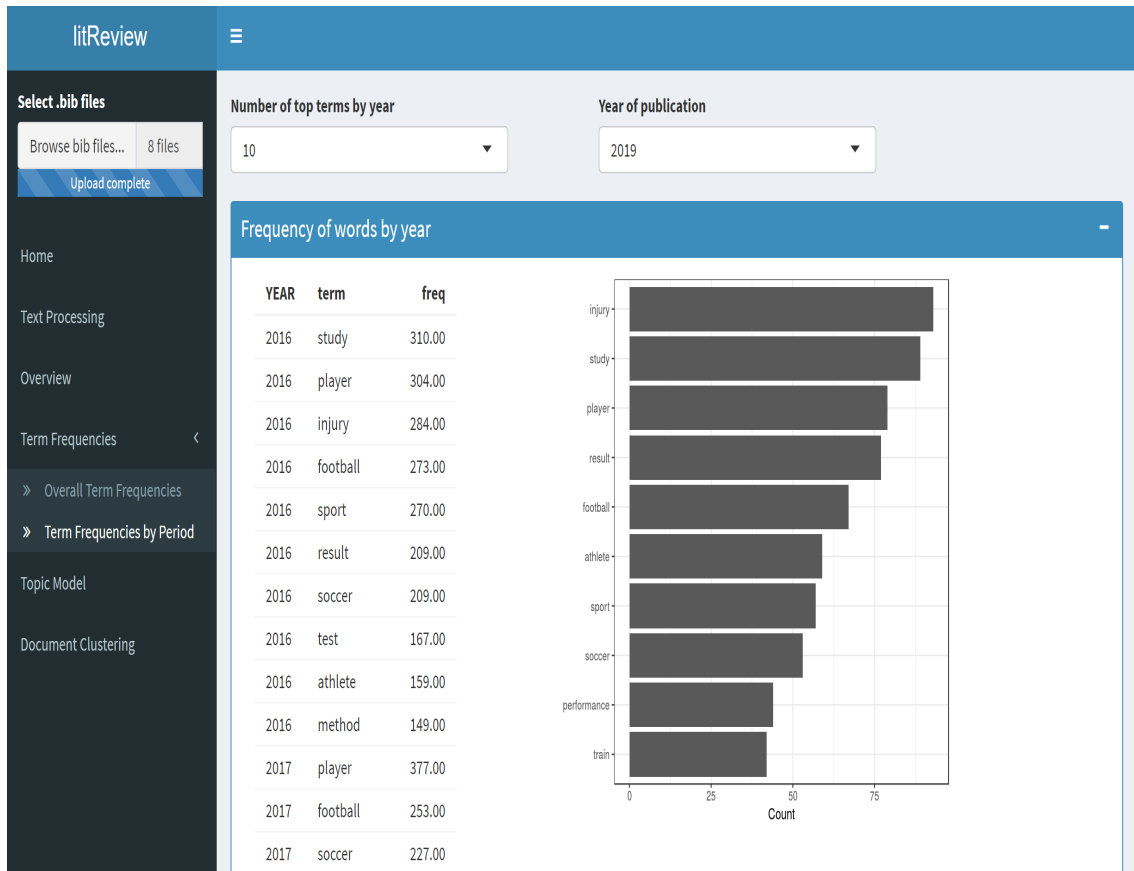 litReview
Select .bib files
Browse bib files... 8 files
Upload complete
Home
Text Processing
Overview
Term Frequencies
» Overall Term Frequencies
» Term Frequencies by Period
Topic Model
Document Clustering
Number of top terms by year
10
Year of publication
2019
Frequency of words by year
YEAR term freq
2016 study 310.00
2016 player 304.00
2016 injury 284.00
2016 football 273.00
2016 sport 270.00
2016 result 209.00
2016 soccer 209.00
2016 test 167.00
2016 athlete 159.00
2016 method 149.00
2017 player 377.00
2017 football 253.00
2017 soccer 227.00
injury
study
player
result
football
athlete
sport
soccer
performance
train
0 25 50 75
Count